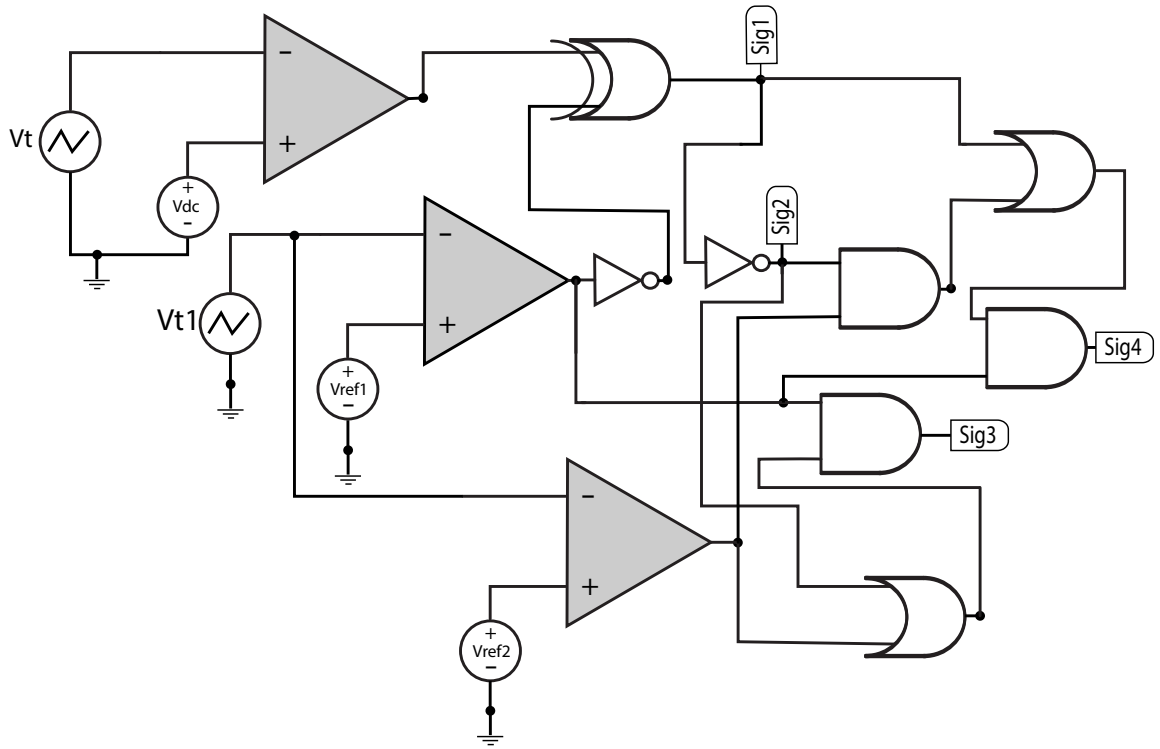 Sig1
−
Vt
+
+
Vdc
−
Sig2
−
Vt1
+
+
Vref1
−
Sig4
Sig3
−
+
+
Vref2
−